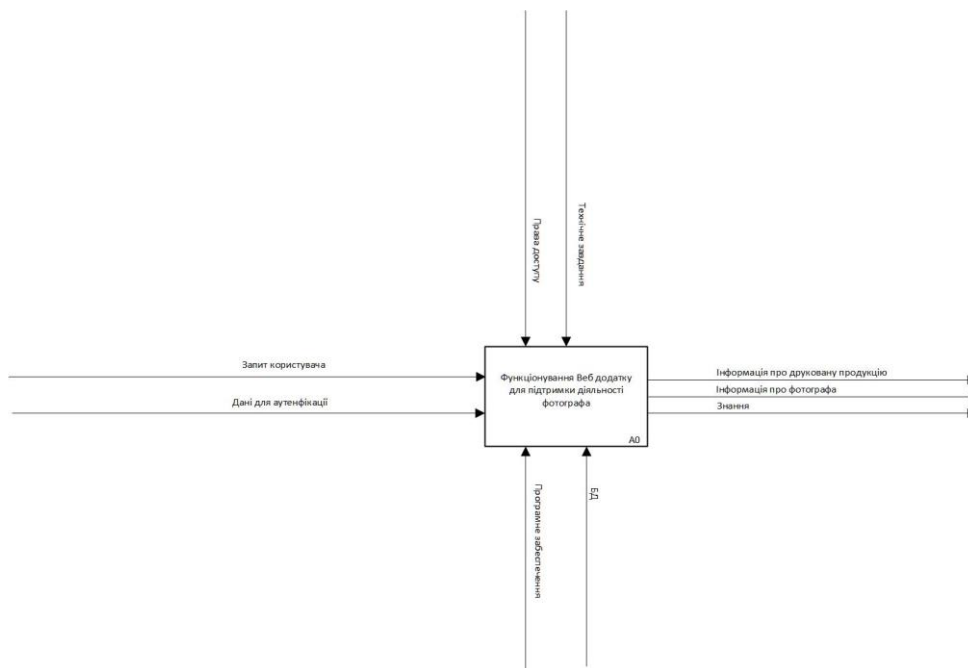 Права доступу
Технічне завдання
Запит користувача
Дані для аутенфікації
Функціонування Веб додатку
для підтримки діяльності
фотографа
A0
Інформація про друковану продукцію
Інформація про фотографа
Знання
Програмне забеспечення
БД